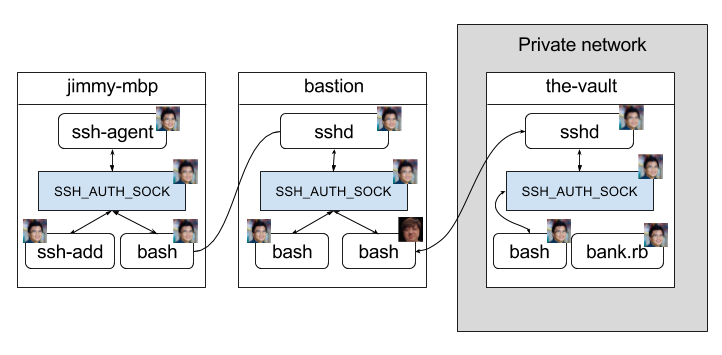 Private network
jimmy-mbp
bastion
the-vault
ssh-agent
sshd
sshd
SSH_AUTH_SOCK
SSH_AUTH_SOCK
SSH_AUTH_SOCK
ssh-add
bash
bash
bash
bash
bank.rb